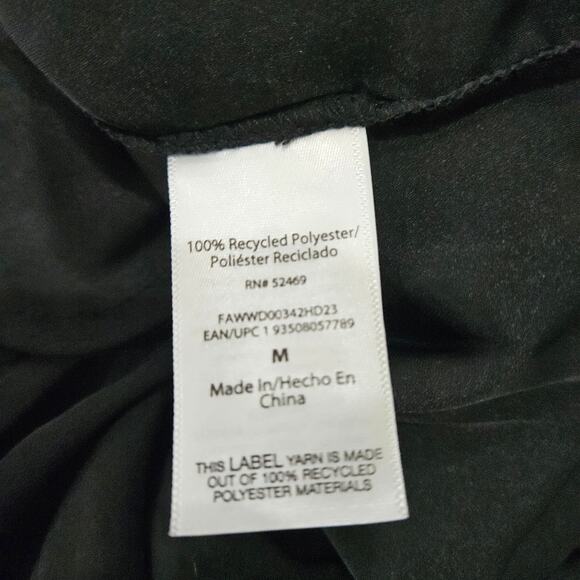 100% Recycled Polyester/
Poliéster Reciclado
RN# 52469
FAWWD00342HD23
EAN/UPC 1 93508057789
M
Made In/Hecho En
China
THIS LABEL YARN IS MADE
OUT OF 100% RECYCLED
POLYESTER MATERIALS